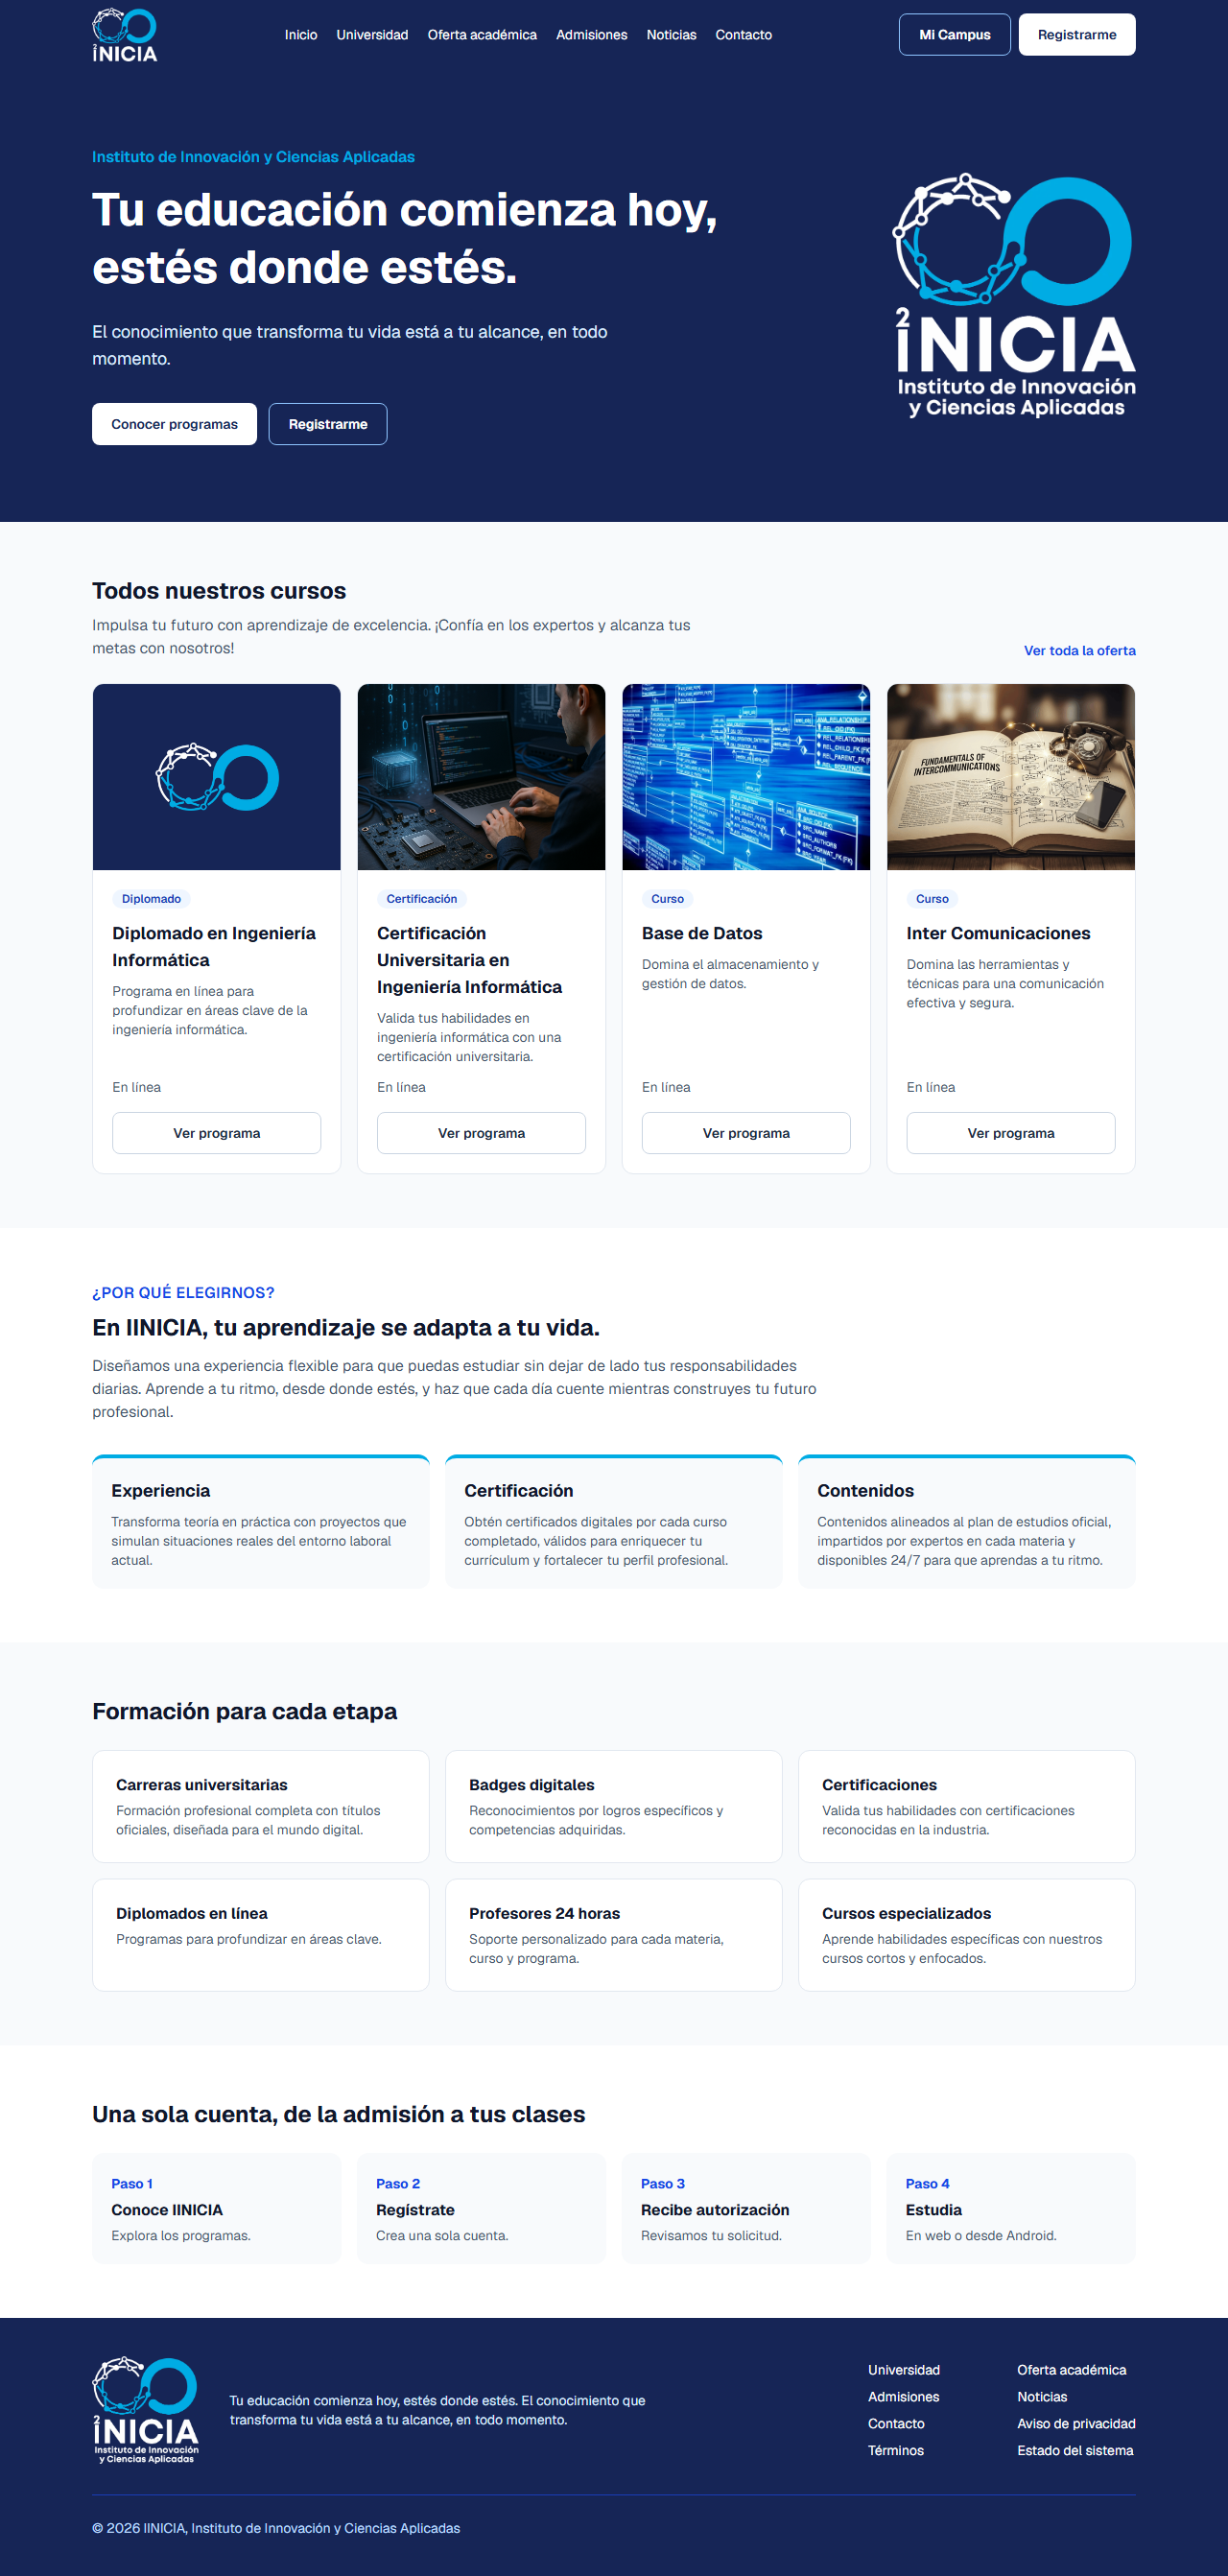 2
iNICIA
Inicio
Universidad
Oferta académica
Admisiones
Noticias
Contacto
Mi Campus
Registrarme
Instituto de Innovación y Ciencias Aplicadas
Tu educación comienza hoy,
estés donde estés.
El conocimiento que transforma tu vida está a tu alcance, en todo
momento.
Conocer programas
Registrarme
2
iNICIA
Instituto de Innovación
y Ciencias Aplicadas
Todos nuestros cursos
Impulsa tu futuro con aprendizaje de excelencia. ¡Confía en los expertos y alcanza tus
metas con nosotros!
Ver toda la oferta
Diplomado
Diplomado en Ingeniería
Informática
Programa en línea para
profundizar en áreas clave de la
ingeniería informática.
En línea
Ver programa
Certificación
Certificación
Universitaria en
Ingeniería Informática
Valida tus habilidades en
ingeniería informática con una
certificación universitaria.
En línea
Ver programa
Curso
Base de Datos
Domina el almacenamiento y
gestión de datos.
En línea
Ver programa
FUNDAMENTALS OF
INTERCOMMUNICATIONS
Curso
Inter Comunicaciones
Domina las herramientas y
técnicas para una comunicación
efectiva y segura.
En línea
Ver programa
¿POR QUÉ ELEGIRNOS?
En IINICIA, tu aprendizaje se adapta a tu vida.
Diseñamos una experiencia flexible para que puedas estudiar sin dejar de lado tus responsabilidades
diarias. Aprende a tu ritmo, desde donde estés, y haz que cada día cuente mientras construyes tu futuro
profesional.
Experiencia
Transforma teoría en práctica con proyectos que
simulan situaciones reales del entorno laboral
actual.
Certificación
Obtén certificados digitales por cada curso
completado, válidos para enriquecer tu
currículum y fortalecer tu perfil profesional.
Contenidos
Contenidos alineados al plan de estudios oficial,
impartidos por expertos en cada materia y
disponibles 24/7 para que aprendas a tu ritmo.
Formación para cada etapa
Carreras universitarias
Formación profesional completa con títulos
oficiales, diseñada para el mundo digital.
Badges digitales
Reconocimientos por logros específicos y
competencias adquiridas.
Certificaciones
Valida tus habilidades con certificaciones
reconocidas en la industria.
Diplomados en línea
Programas para profundizar en áreas clave.
Profesores 24 horas
Soporte personalizado para cada materia,
curso y programa.
Cursos especializados
Aprende habilidades específicas con nuestros
cursos cortos y enfocados.
Una sola cuenta, de la admisión a tus clases
Paso 1
Conoce IINICIA
Explora los programas.
Paso 2
Regístrate
Crea una sola cuenta.
Paso 3
Recibe autorización
Revisamos tu solicitud.
Paso 4
Estudia
En web o desde Android.
2
iNICIA
Instituto de Innovación
y Ciencias Aplicadas
Tu educación comienza hoy, estés donde estés. El conocimiento que
transforma tu vida está a tu alcance, en todo momento.
Universidad
Oferta académica
Admisiones
Noticias
Contacto
Aviso de privacidad
Términos
Estado del sistema
© 2026 IINICIA, Instituto de Innovación y Ciencias Aplicadas